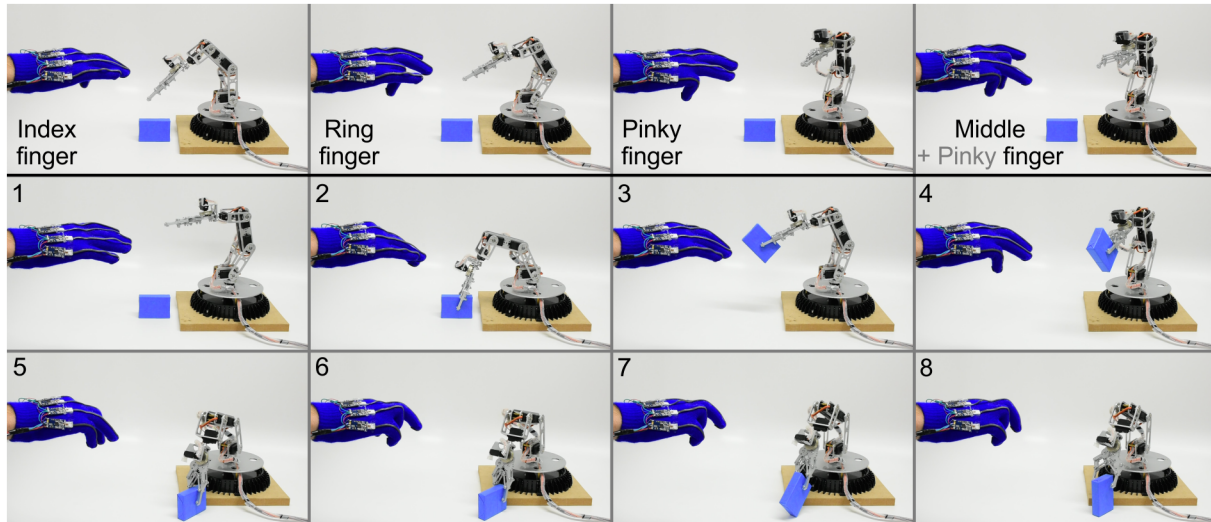 Index
finger
Ring
finger
Pinky
finger
Middle
+ Pinky finger
1
2
3
4
5
6
7
8